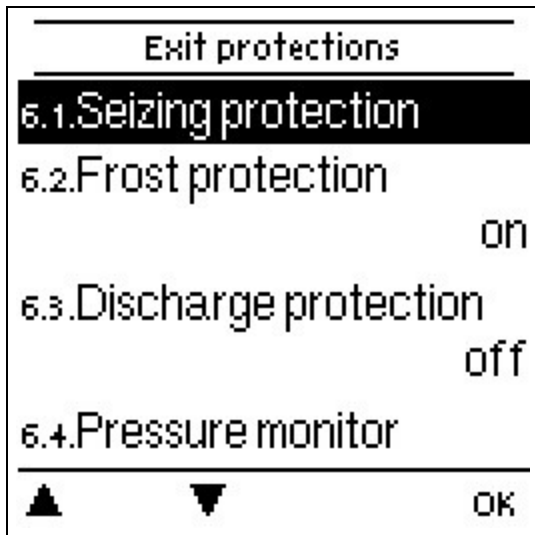 Exit protections
6.1.Seizing protection
6.2.Frost protection
on
6.3.Discharge protection
off
6.4.Pressure monitor
▲ ▼ OK